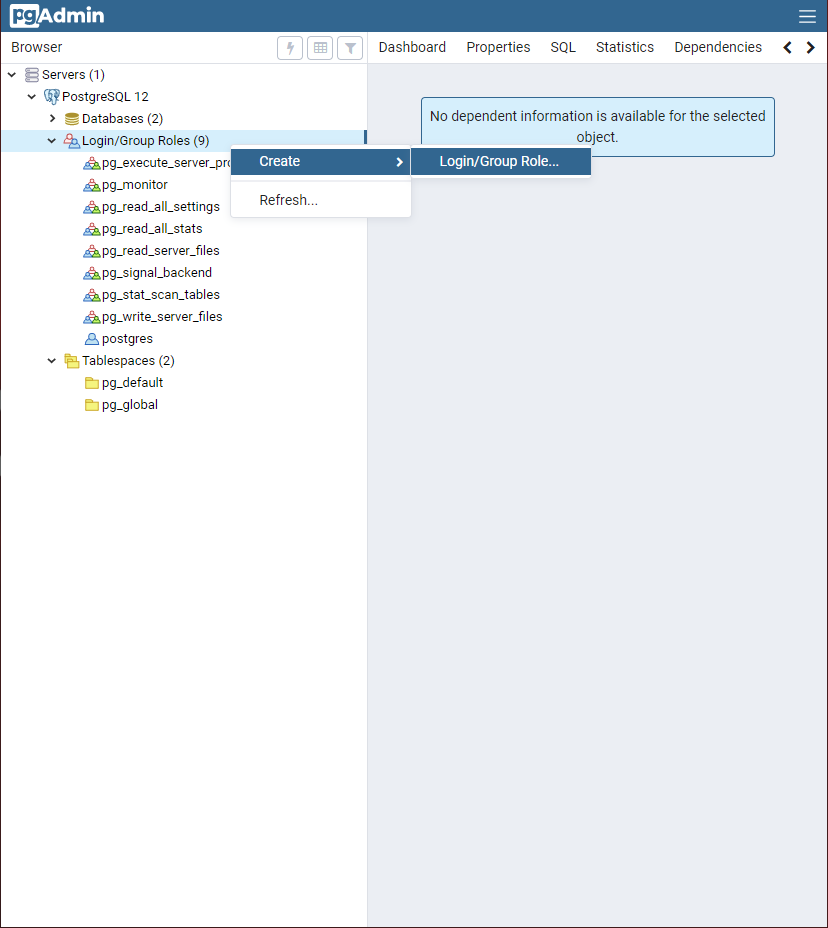 pgAdmin
Browser
Dashboard Properties SQL Statistics Dependencies
Servers (1)
PostgreSQL 12
Databases (2)
Login/Group Roles (9)
pg_execute_server_pro
pg_monitor
pg_read_all_settings
pg_read_all_stats
pg_read_server_files
pg_signal_backend
pg_stat_scan_tables
pg_write_server_files
postgres
Tablespaces (2)
pg_default
pg_global
Create
Refresh...
Login/Group Role...
No dependent information is available for the selected
object.